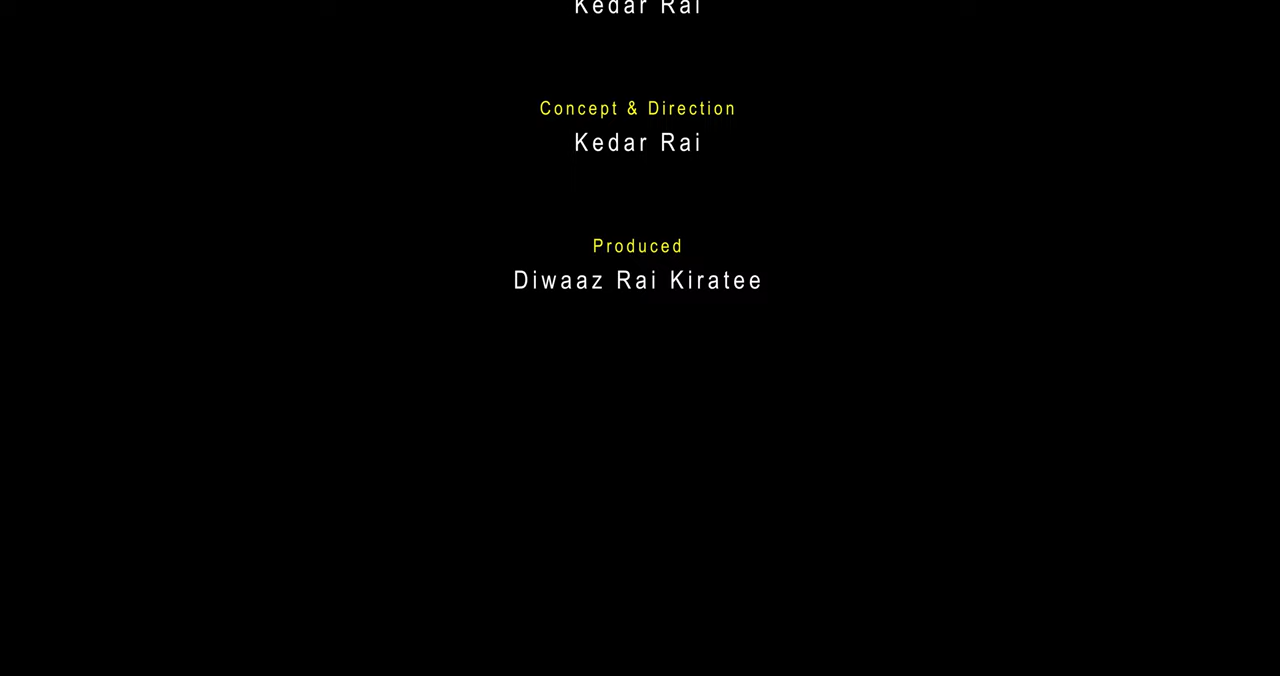 Kedar Rai
Concept & Direction
Kedar Rai
Produced
Diwaaz Rai Kiratee